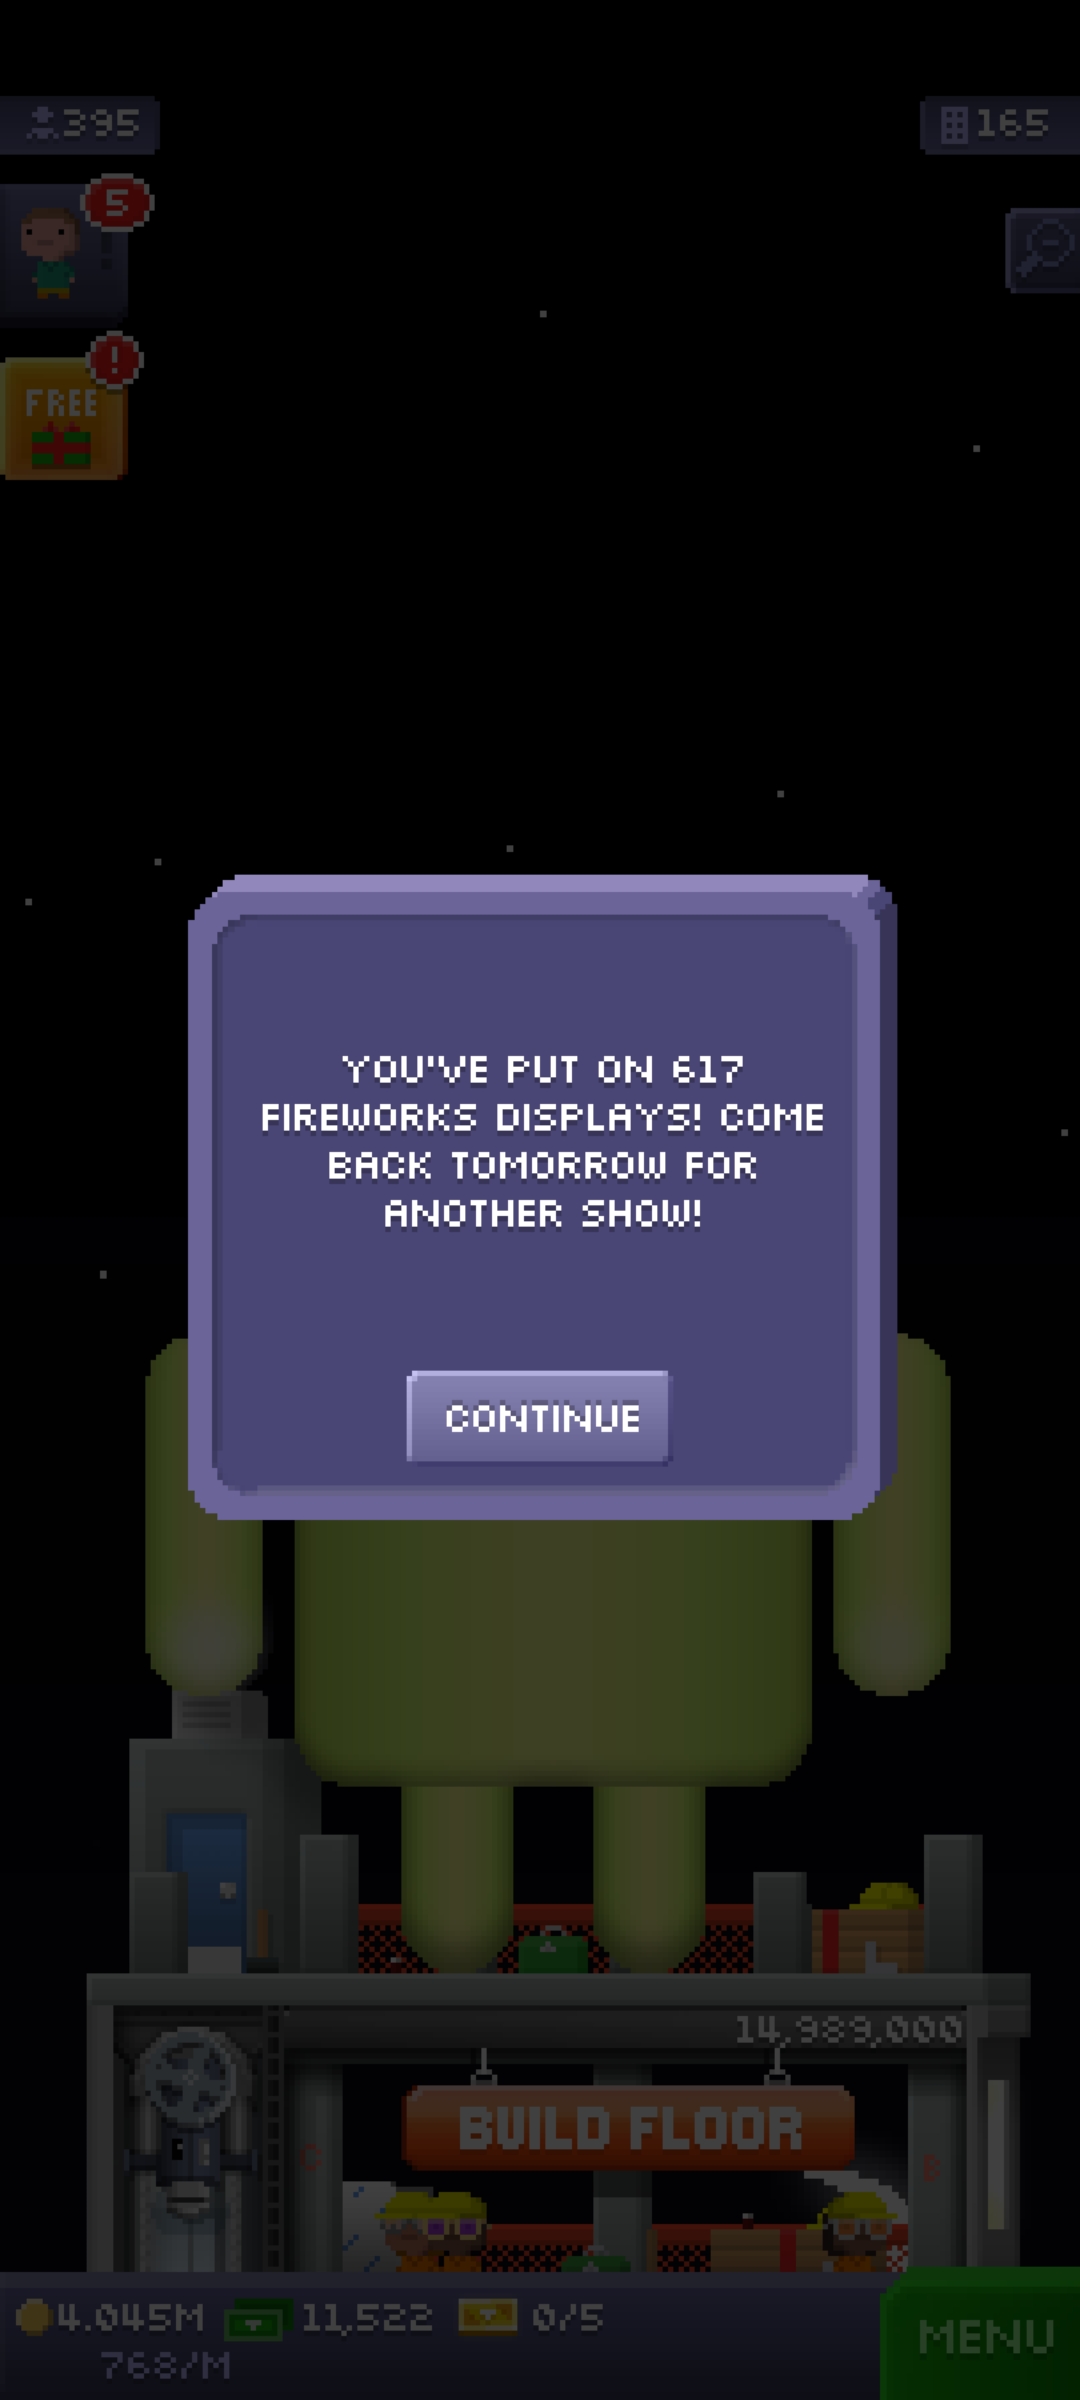 395
165
5
!
FREE
YOU'VE PUT ON 617
FIREWORKS DISPLAYS! COME
BACK TOMORROW FOR
ANOTHER SHOW!
CONTINUE
14,989,000
BUILD FLOOR
C
B
4.045M
11,522
0/5
MENU
768/M